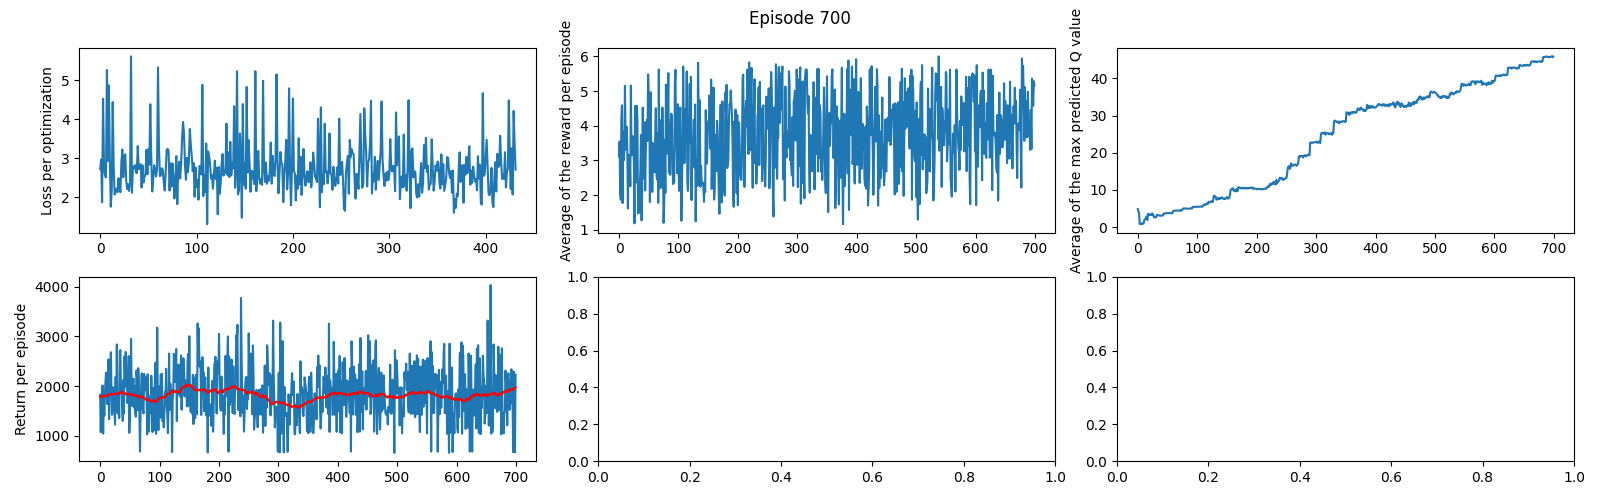 Episode 700
Loss per optimization
5
4
3
2
0 100 200 300 400
Average of the reward per episode
6
5
4
3
2
1
0 100 200 300 400 500 600 700
Average of the max predicted Q value
40
30
20
10
0
0 100 200 300 400 500 600 700
Return per episode
4000
3000
2000
1000
0 100 200 300 400 500 600 700
1.0
0.8
0.6
0.4
0.2
0.0
0.0 0.2 0.4 0.6 0.8 1.0
1.0
0.8
0.6
0.4
0.2
0.0
0.0 0.2 0.4 0.6 0.8 1.0